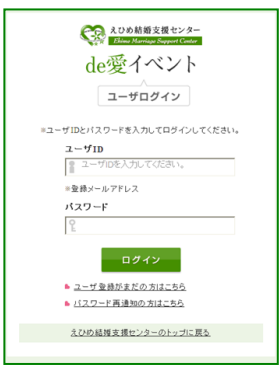 えひめ結婚支援センター
Ehime Marriage Support Center
de愛イベント
ユーザログイン
※ユーザIDとパスワードを入力してログインしてください。
ユーザID
ユーザIDを入力してください。
※登録メールアドレス
パスワード
ログイン
ユーザ登録がまだの方はこちら
パスワード再通知の方はこちら
えひめ結婚支援センターのトップに戻る